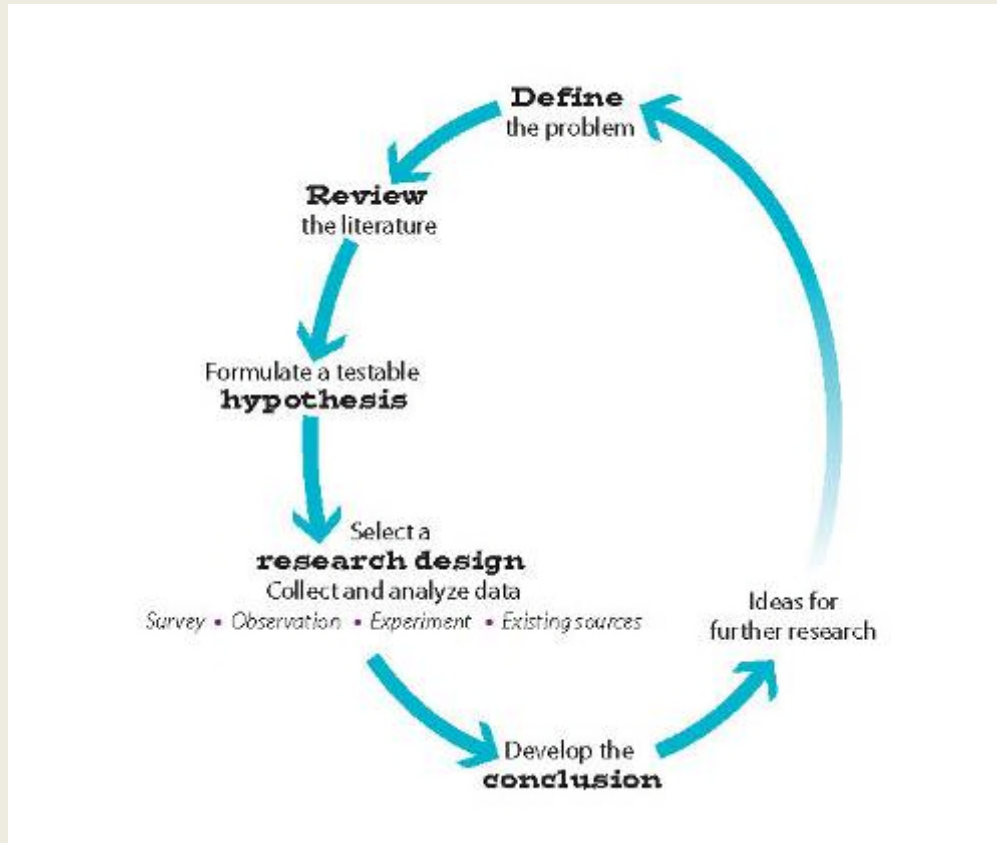 Define
the problem
Review
the literature
Formulate a testable
hypothesis
Select a
research design
Collect and analyze data
Survey • Observation • Experiment • Existing sources
Develop the
conclusion
Ideas for
further research